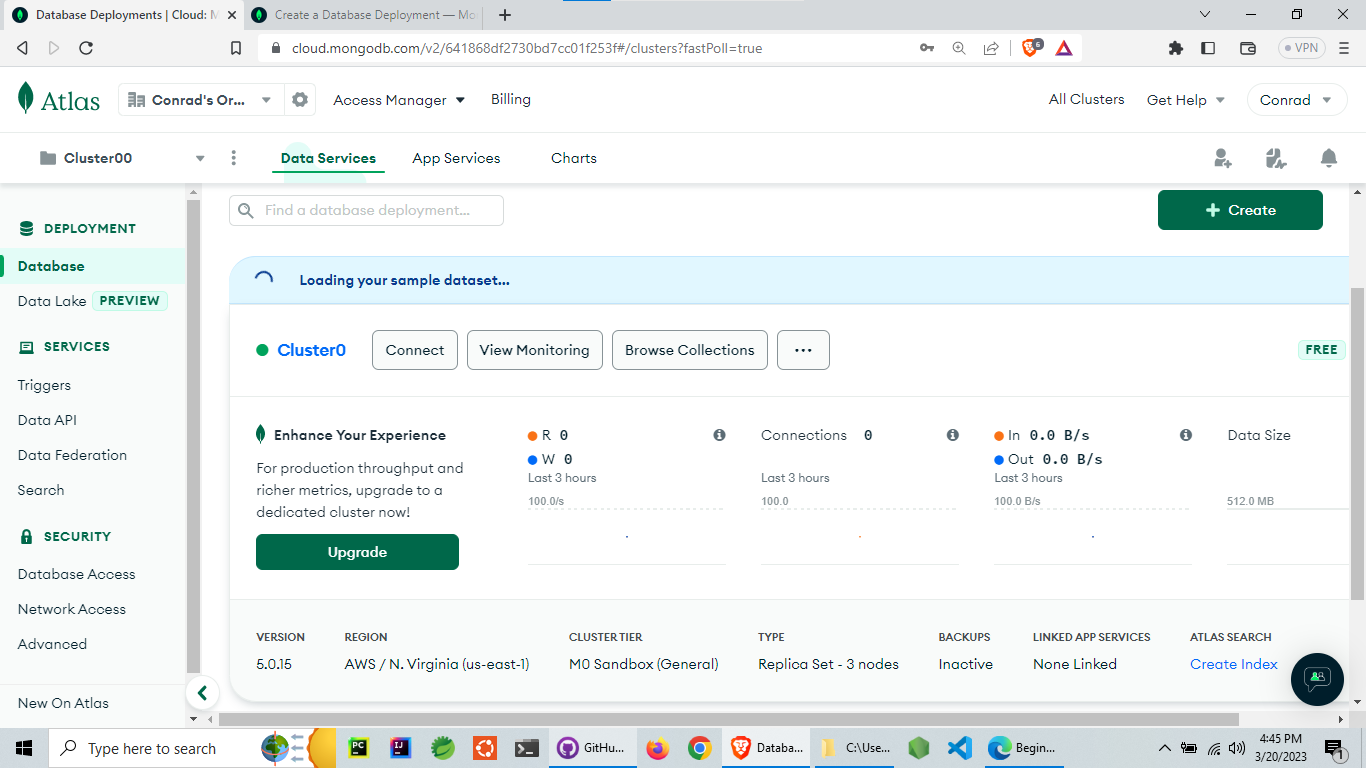 Database Deployments | Cloud: M
Create a Database Deployment — Mo
cloud.mongodb.com/v2/641868df2730bd7cc01f253f#/clusters?fastPoll=true
6
VPN
Atlas
Conrad's Or...
Access Manager
Billing
All Clusters
Get Help
Conrad
Cluster00
Data Services
App Services
Charts
DEPLOYMENT
Database
Data Lake PREVIEW
SERVICES
Triggers
Data API
Data Federation
Search
SECURITY
Database Access
Network Access
Advanced
New On Atlas
Find a database deployment...
+ Create
Loading your sample dataset...
Cluster0
Connect
View Monitoring
Browse Collections
...
FREE
Enhance Your Experience
For production throughput and
richer metrics, upgrade to a
dedicated cluster now!
Upgrade
R 0
W 0
Last 3 hours
100.0/s
Connections 0
Last 3 hours
100.0
In 0.0 B/s
Out 0.0 B/s
Last 3 hours
100.0 B/s
Data Size
512.0 MB
VERSION
5.0.15
REGION
AWS / N. Virginia (us-east-1)
CLUSTER TIER
M0 Sandbox (General)
TYPE
Replica Set - 3 nodes
BACKUPS
Inactive
LINKED APP SERVICES
None Linked
ATLAS SEARCH
Create Index
Type here to search
PC
IJ
GitHu...
Databa...
C:\Use...
Begin...
4:45 PM
3/20/2023
1